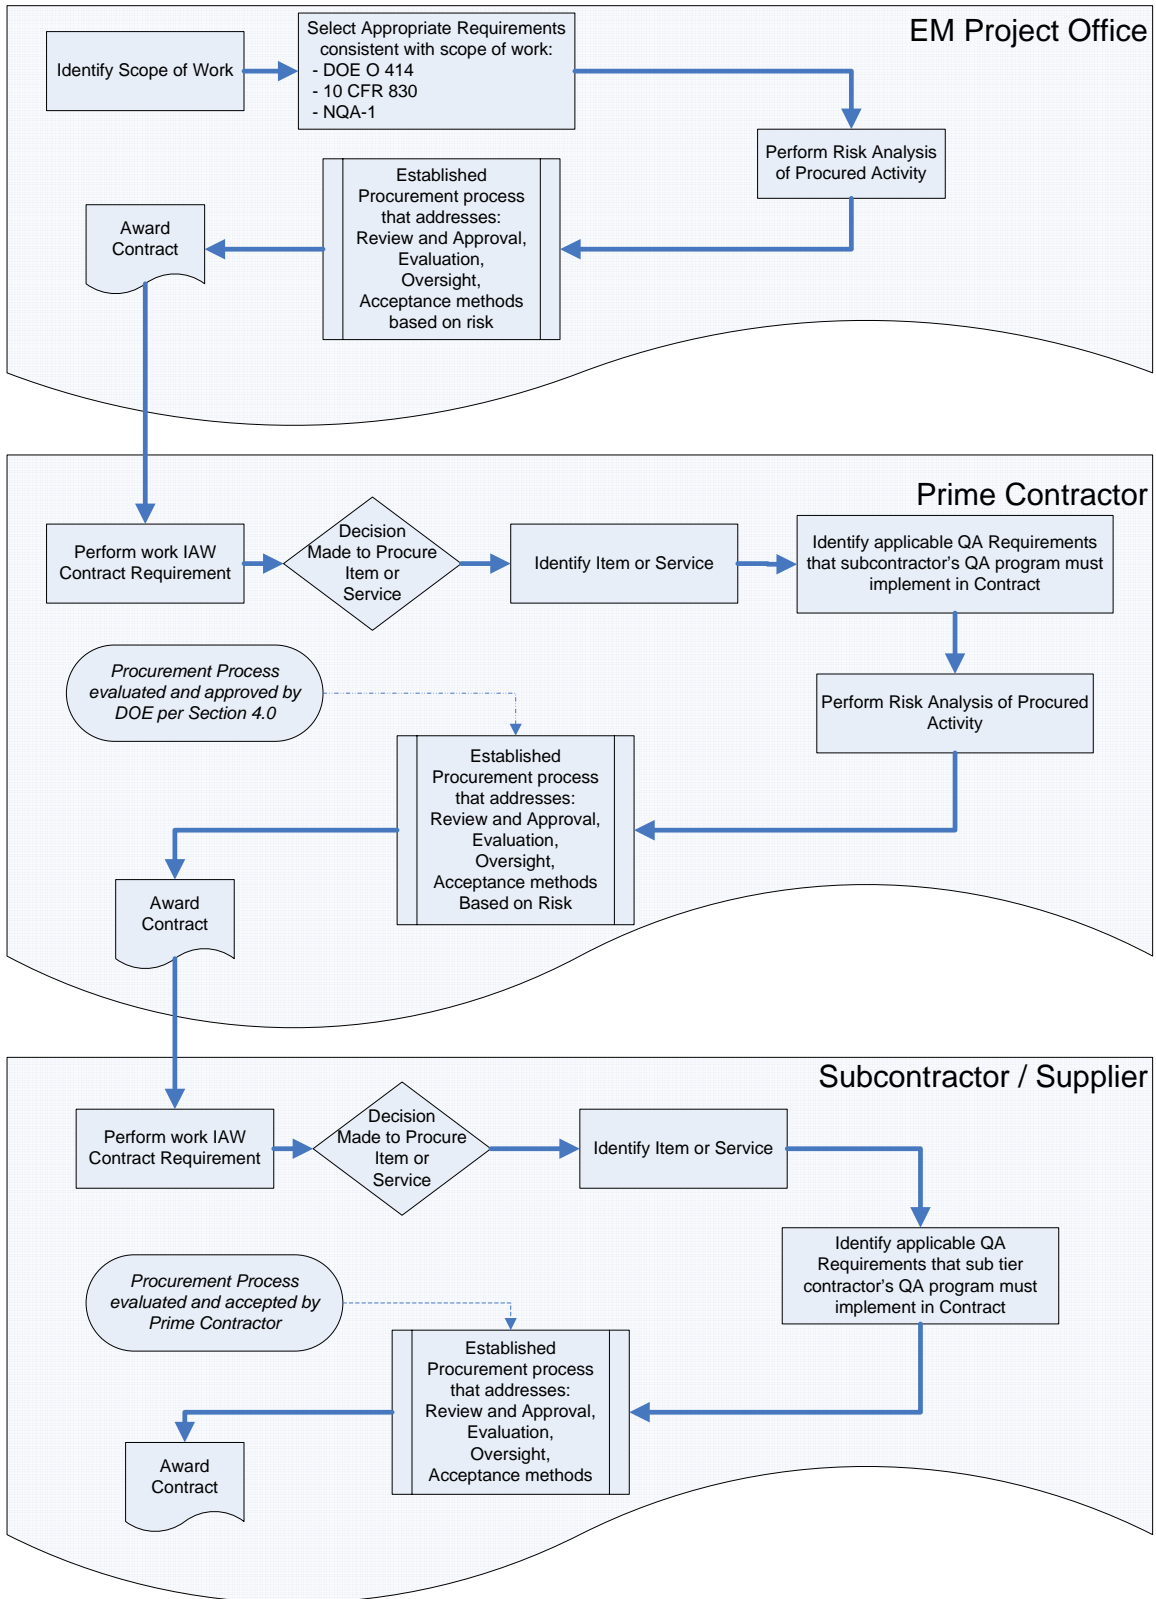 EM Project Office
Identify Scope of Work
Select Appropriate Requirements
consistent with scope of work:
- DOE O 414
- 10 CFR 830
- NQA-1
Perform Risk Analysis
of Procured Activity
Established
Procurement process
that addresses:
Review and Approval,
Evaluation,
Oversight,
Acceptance methods
based on risk
Award
Contract
Prime Contractor
Perform work IAW
Contract Requirement
Decision
Made to Procure
Item or
Service
Identify Item or Service
Identify applicable QA Requirements
that subcontractor's QA program must
implement in Contract
Perform Risk Analysis of Procured
Activity
Procurement Process
evaluated and approved by
DOE per Section 4.0
Established
Procurement process
that addresses:
Review and Approval,
Evaluation,
Oversight,
Acceptance methods
Based on Risk
Award
Contract
Subcontractor / Supplier
Perform work IAW
Contract Requirement
Decision
Made to Procure
Item or
Service
Identify Item or Service
Identify applicable QA
Requirements that sub tier
contractor's QA program must
implement in Contract
Procurement Process
evaluated and accepted by
Prime Contractor
Established
Procurement process
that addresses:
Review and Approval,
Evaluation,
Oversight,
Acceptance methods
Award
Contract